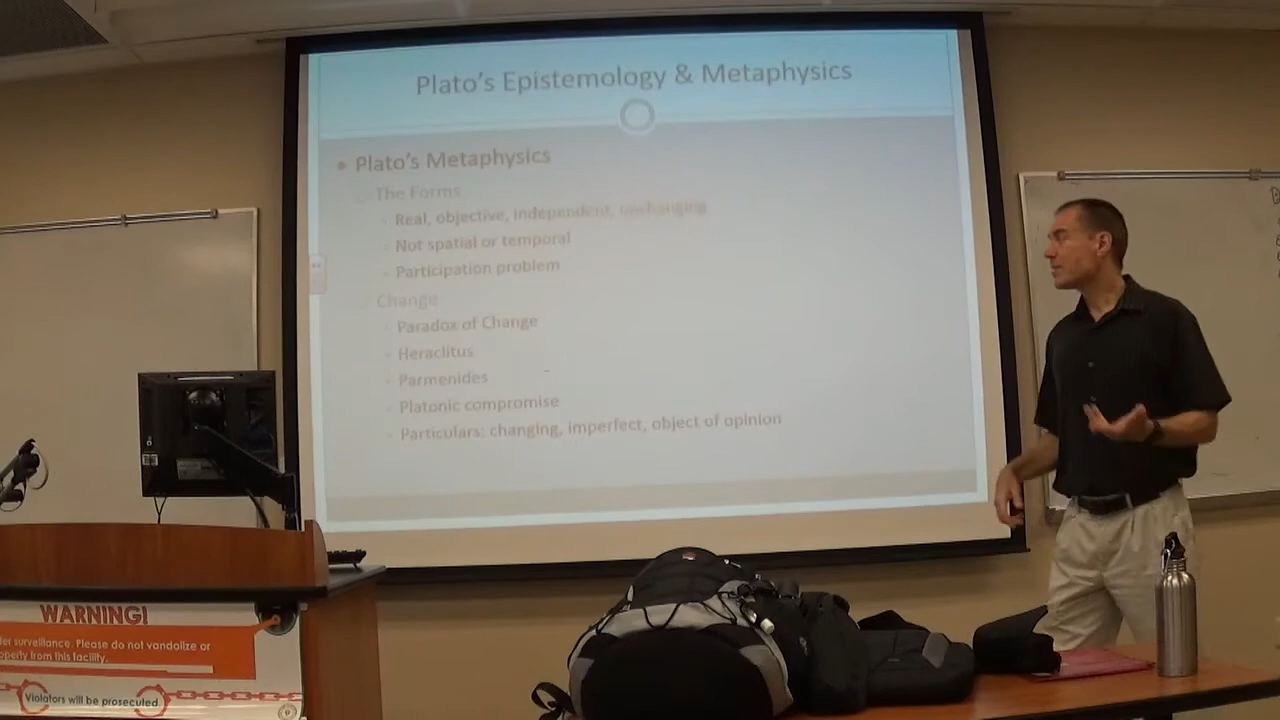 Plato's Epistemology & Metaphysics
Plato's Metaphysics
The Forms
Real, objective, independent, unchanging
Not spatial or temporal
Participation problem
Change
Paradox of Change
Heraclitus
Parmenides
Platonic compromise
Particulars: changing, imperfect, object of opinion
WARNING!
surveillance. Please do not vandalize or
from this facility.
Violators will be prosecuted